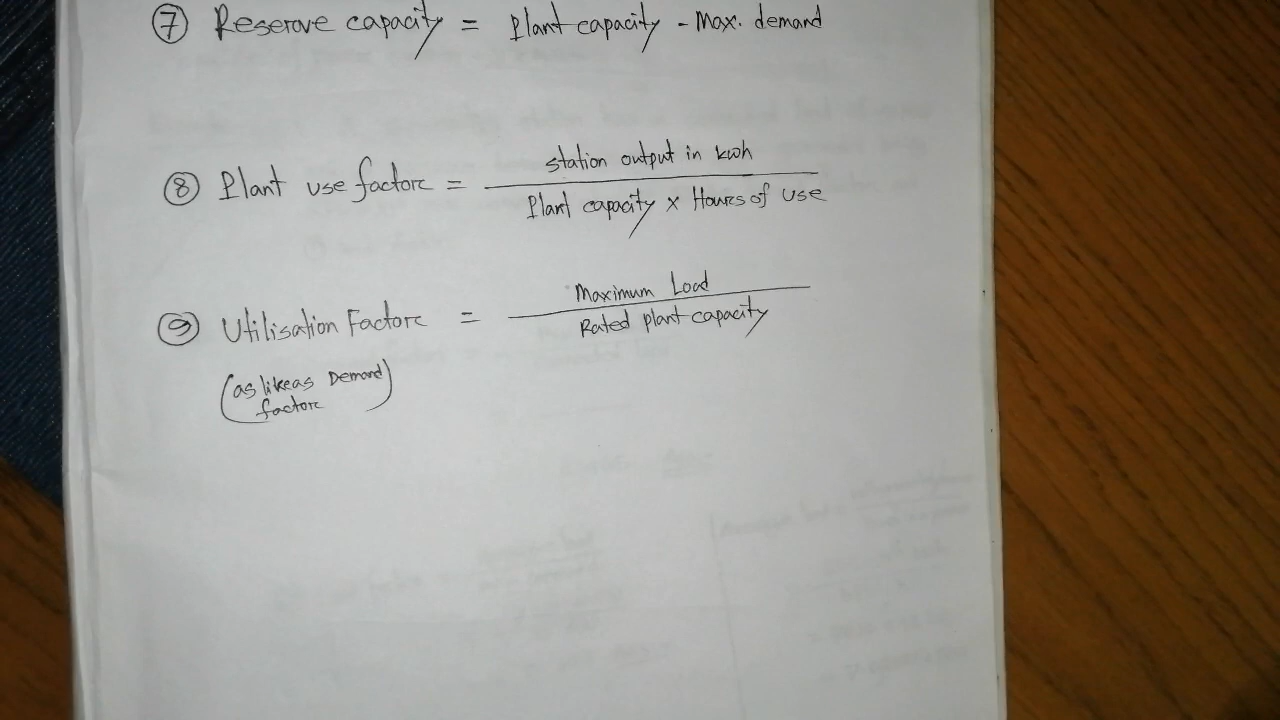 ⑦ Reserve capacity = Plant capacity - Max. demand
⑧ Plant use factor = station output in kwh
Plant capacity x Hours of use
⑨ Utilisation Factor = Maximum Load
Rated plant capacity
(as likeas Demand
factor)